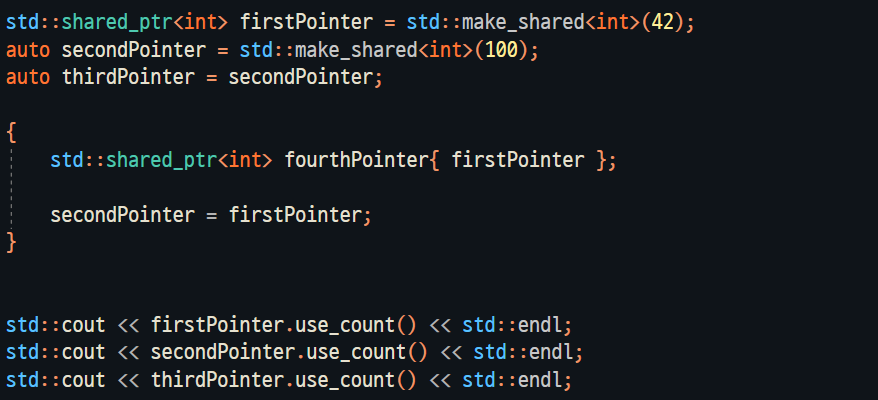 std::shared_ptr<int> firstPointer = std::make_shared<int>(42);
auto secondPointer = std::make_shared<int>(100);
auto thirdPointer = secondPointer;
{
std::shared_ptr<int> fourthPointer{ firstPointer };
secondPointer = firstPointer;
}
std::cout << firstPointer.use_count() << std::endl;
std::cout << secondPointer.use_count() << std::endl;
std::cout << thirdPointer.use_count() << std::endl;